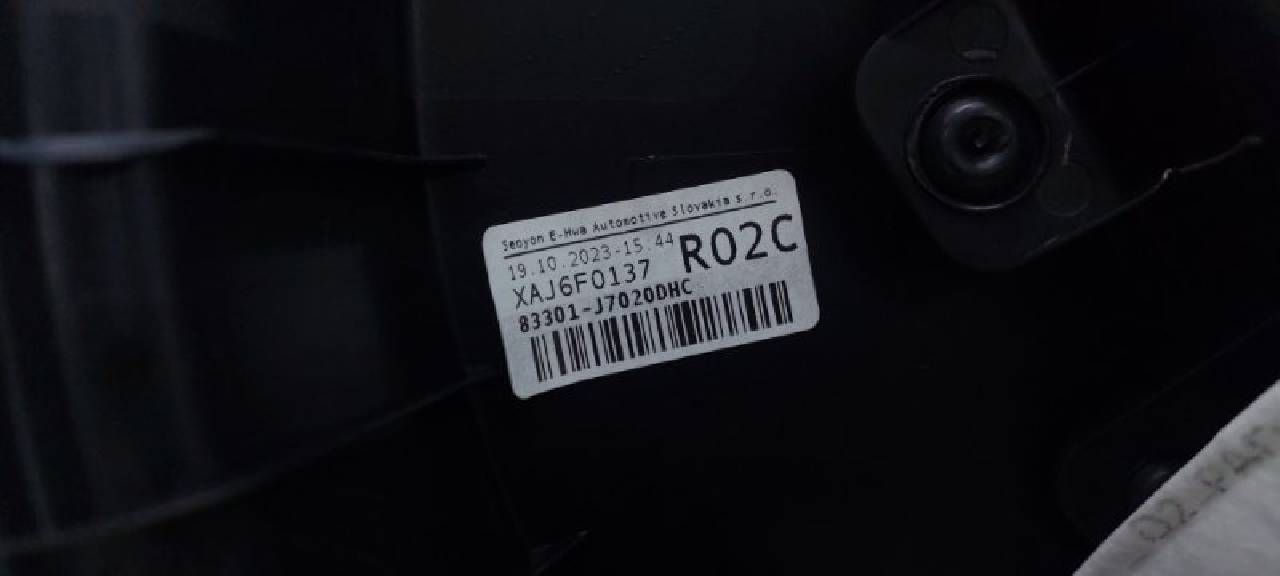 Seoyon E-Hwa Automotive Slovakia s.r.o.
19.10.2023-15:44
R02C
XAJ6F0137
83301-J7020DHC